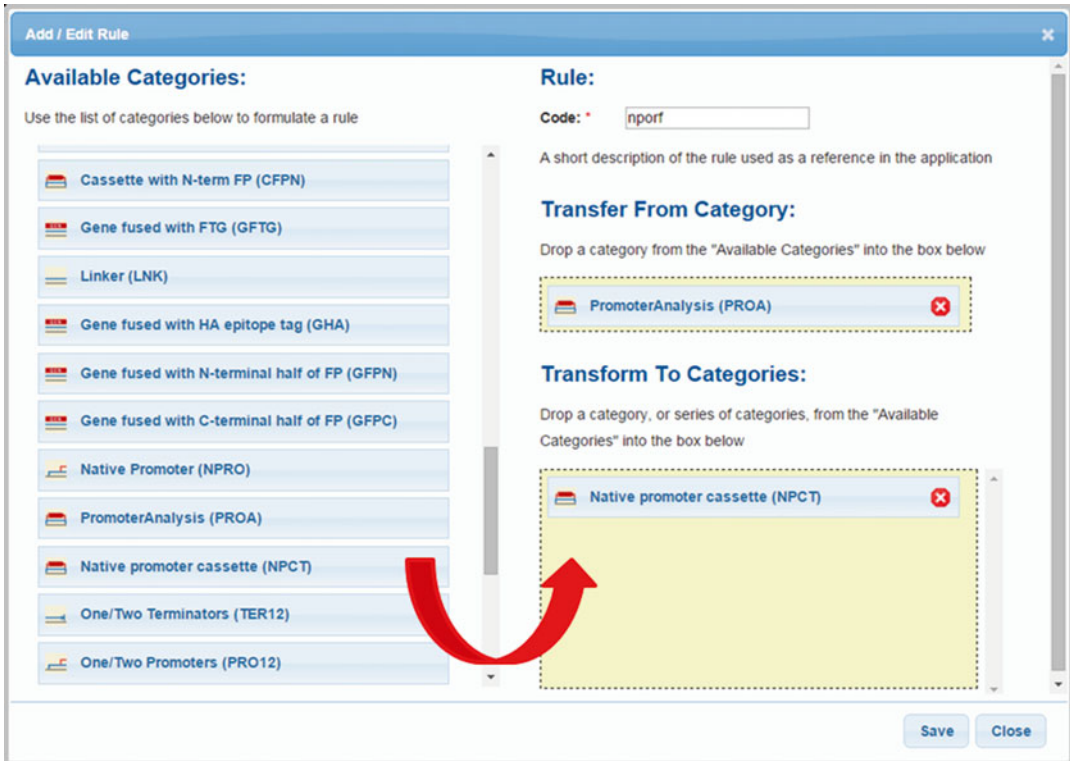 Add / Edit Rule
Available Categories:
Use the list of categories below to formulate a rule
Cassette with N-term FP (CFPN)
Gene fused with FTG (GFTG)
Linker (LNK)
Gene fused with HA epitope tag (GHA)
Gene fused with N-terminal half of FP (GFPN)
Gene fused with C-terminal half of FP (GFPC)
Native Promoter (NPRO)
PromoterAnalysis (PROA)
Native promoter cassette (NPCT)
One/Two Terminators (TER12)
One/Two Promoters (PRO12)
Rule:
Code: * nporf
A short description of the rule used as a reference in the application
Transfer From Category:
Drop a category from the "Available Categories" into the box below
PromoterAnalysis (PROA)
Transform To Categories:
Drop a category, or series of categories, from the "Available
Categories" into the box below
Native promoter cassette (NPCT)
Save
Close